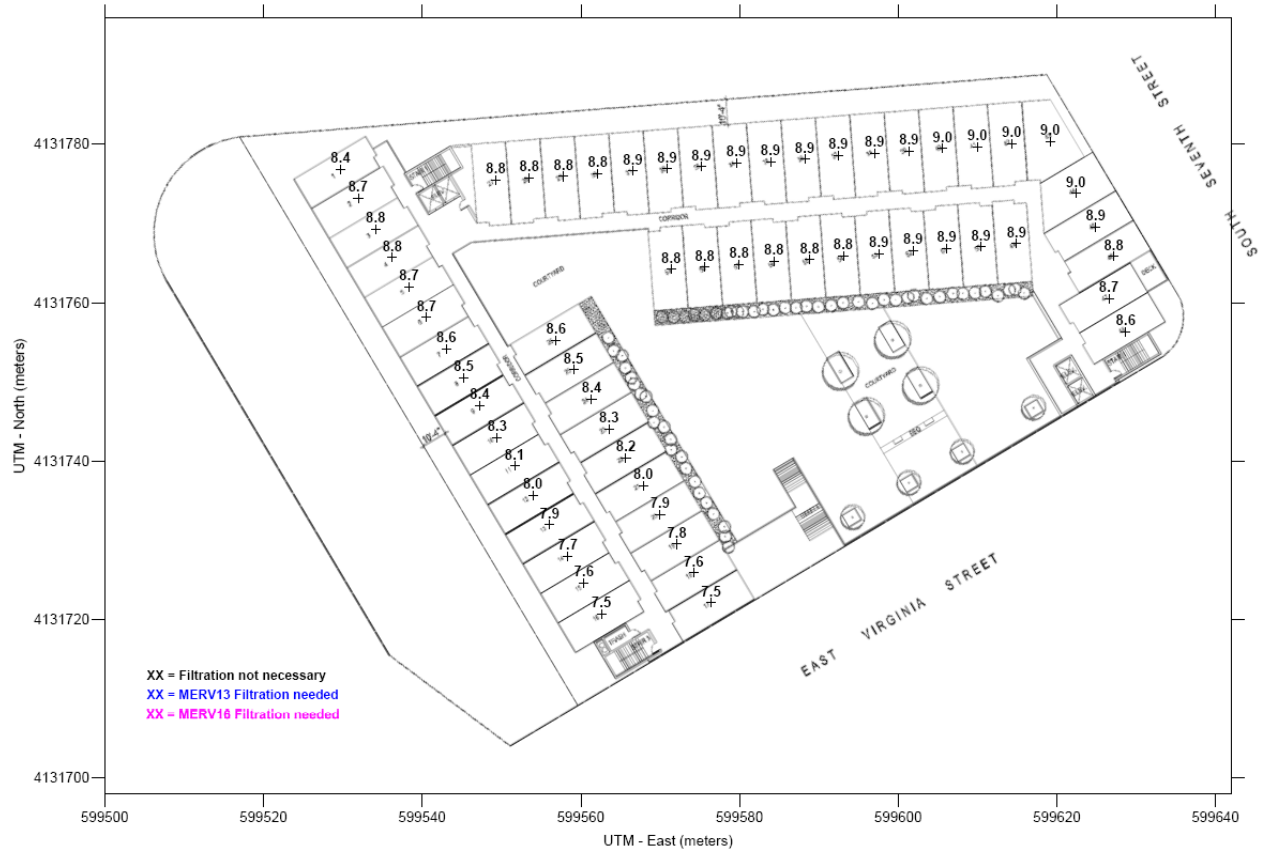 SOUTH SEVENTH STREET
4131780
4131760
4131740
4131720
4131700
UTM - North (meters)
8.4
8.7
8.8
8.8
8.7
8.7
8.6
8.5
8.4
8.3
8.1
8.0
7.9
7.7
7.6
7.5
8.8 8.8 8.8 8.8 8.9 8.9 8.9 8.9 8.9 8.9 8.9 8.9 8.9 9.0 9.0 9.0 9.0
CORRIDOR
8.8 8.8 8.8 8.8 8.8 8.8 8.9 8.9 8.9 8.9 8.9
9.0
8.9
8.8
8.7
8.6
DECK
COURTYARD
CORRIDOR
8.6
8.5
8.4
8.3
8.2
8.0
7.9
7.8
7.6
7.5
COURTYARD
BBQ
10'-4"
EAST VIRGINIA STREET
XX = Filtration not necessary
XX = MERV13 Filtration needed
XX = MERV16 Filtration needed
599500 599520 599540 599560 599580 599600 599620 599640
UTM - East (meters)